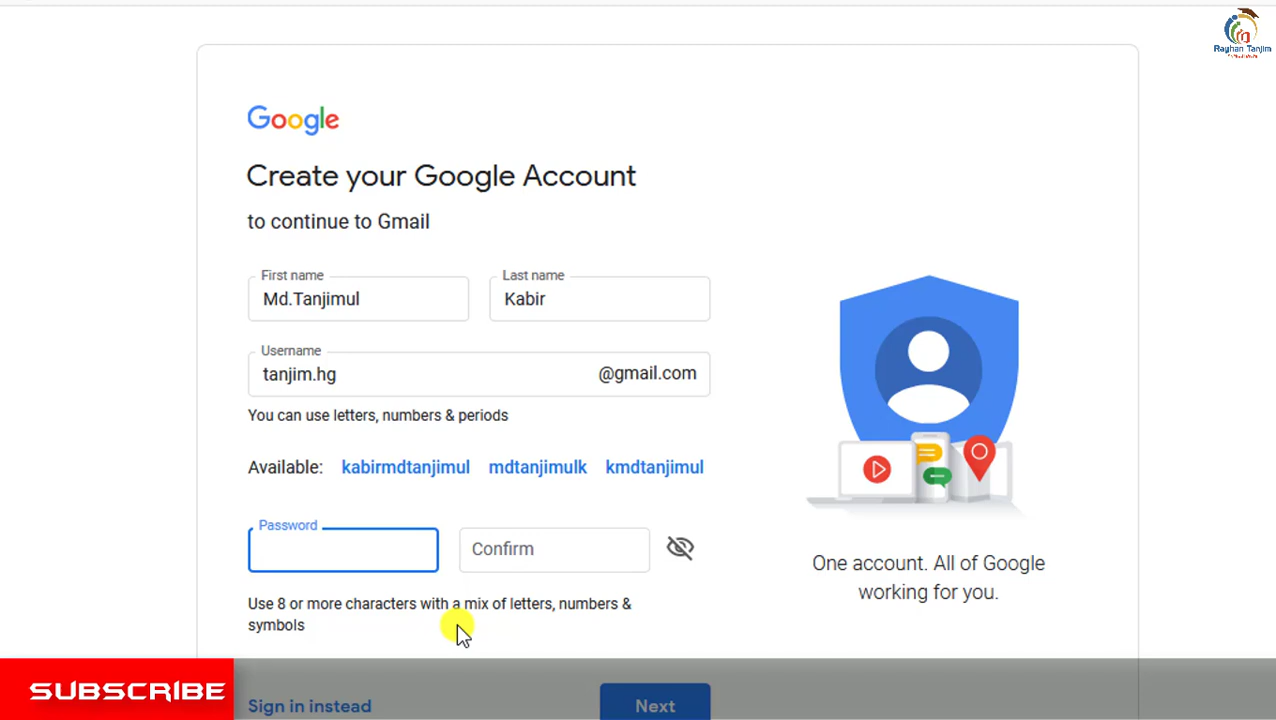 Rayhan Tanjim
Google
Create your Google Account
to continue to Gmail
First name
Last name
Md.Tanjimul
Kabir
Username
tanjim.hg
@gmail.com
You can use letters, numbers & periods
Available: kabirmdtanjimul mdtanjimulk kmdtanjimul
Password
Confirm
Use 8 or more characters with a mix of letters, numbers &
symbols
One account. All of Google
working for you.
Sign in instead
Next
SUBSCRIBE